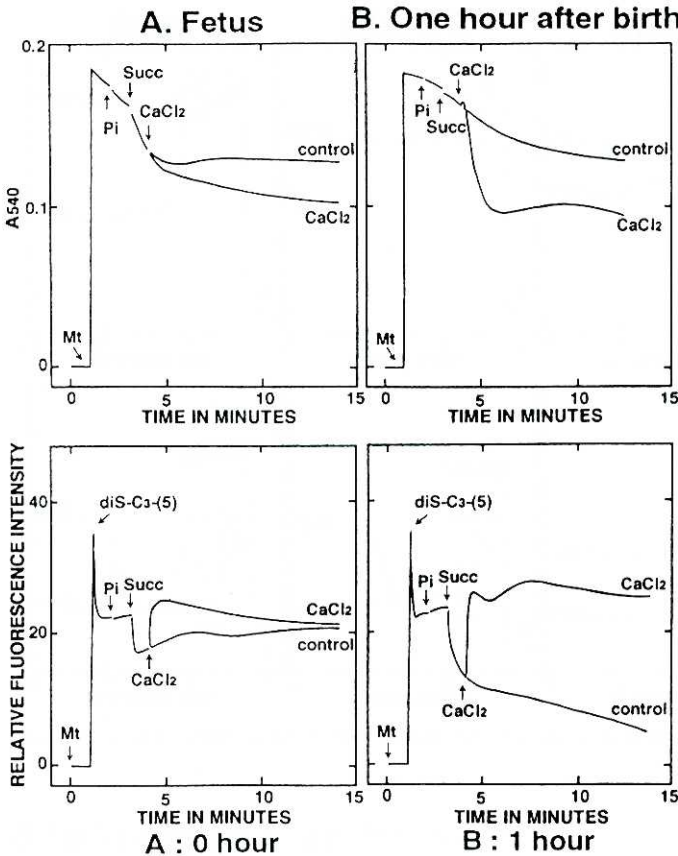 A. Fetus
B. One hour after birth
0.2
0.1
0
A540
Succ
Pi
CaCl2
control
CaCl2
Mt
0 5 10 15
TIME IN MINUTES
CaCl2
Pi
Succ
control
CaCl2
Mt
0 5 10 15
TIME IN MINUTES
RELATIVE FLUORESCENCE INTENSITY
40
20
0
diS-C3-(5)
Pi Succ
CaCl2
control
CaCl2
Mt
0 5 10 15
TIME IN MINUTES
A : 0 hour
diS-C3-(5)
Pi Succ
CaCl2
CaCl2
control
Mt
0 5 10 15
TIME IN MINUTES
B : 1 hour